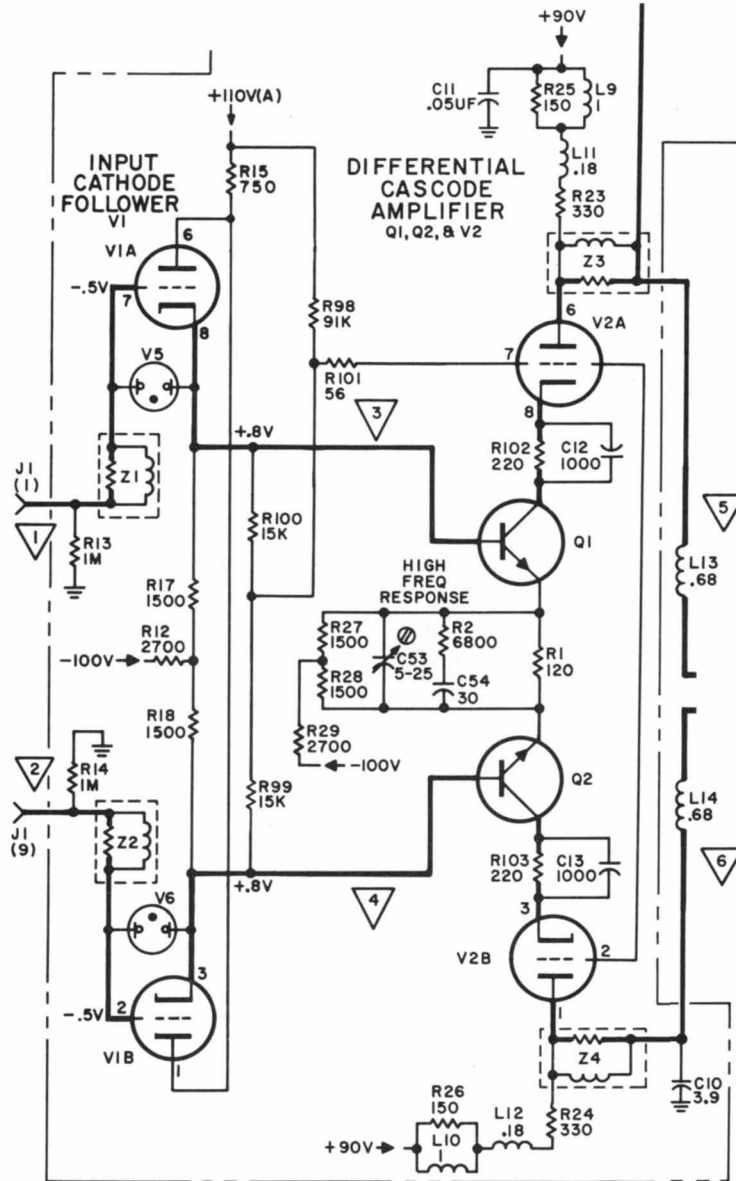 +90V
C11
.05UF
R25
150
L9
1
+110V(A)
L11
.18
INPUT
CATHODE
FOLLOWER
V1
R15
750
DIFFERENTIAL
CASCODE
AMPLIFIER
Q1, Q2, & V2
R23
330
V1A
6
-.5V
7
8
Z3
R98
91K
6
V2A
7
V5
R101
56
8
3
+.8V
R102
220
C12
1000
Z1
J1
(1)
1
R13
1M
R100
15K
Q1
5
L13
.68
HIGH
FREQ
RESPONSE
R17
1500
R12
2700
-100V
R27
1500
R28
1500
C53
5-25
R2
6800
C54
30
R1
120
R18
1500
R29
2700
-100V
2
R14
1M
R99
15K
Q2
J1
(9)
Z2
L14
.68
+.8V
4
R103
220
C13
1000
6
V6
3
3
V2B
2
-.5V
2
V1B
1
1
Z4
C10
3.9
R26
150
L10
1
L12
.18
R24
330
+90V